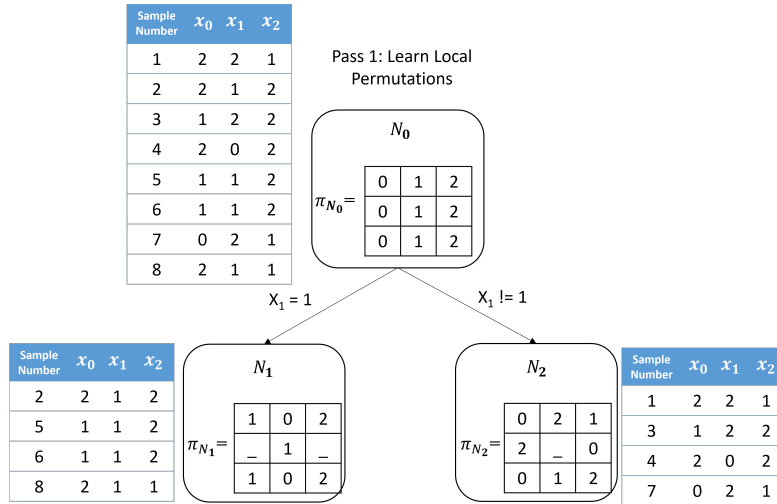 Sample Number x₀ x₁ x₂
1 2 2 1
2 2 1 2
3 1 2 2
4 2 0 2
5 1 1 2
6 1 1 2
7 0 2 1
8 2 1 1
Pass 1: Learn Local
Permutations
N₀
π_N₀=
0 1 2
0 1 2
0 1 2
X₁ = 1
X₁ != 1
Sample Number x₀ x₁ x₂
2 2 1 2
5 1 1 2
6 1 1 2
8 2 1 1
N₁
π_N₁=
1 0 2
_ 1 _
1 0 2
N₂
π_N₂=
0 2 1
2 _ 0
0 1 2
Sample Number x₀ x₁ x₂
1 2 2 1
3 1 2 2
4 2 0 2
7 0 2 1